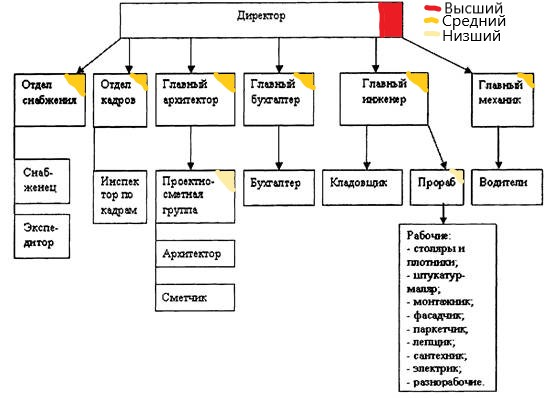 Директор
Высший
Средний
Низший
Отдел
снабжения
Отдел
кадров
Главный
архитектор
Главный
бухгалтер
Главный
инженер
Главный
механик
Снаб-
женец
Экспе-
дитор
Инспек
тор по
кадрам
Проектно-
сметная
группа
Архитектор
Сметчик
Бухгалтер
Кладовщик
Прораб
Водители
Рабочие:
- столяры и
плотники;
- штукатур-
маляр;
- монтажник;
- фасадчик;
- паркетчик;
- лепщик;
- сантехник;
- электрик;
- разнорабочие.